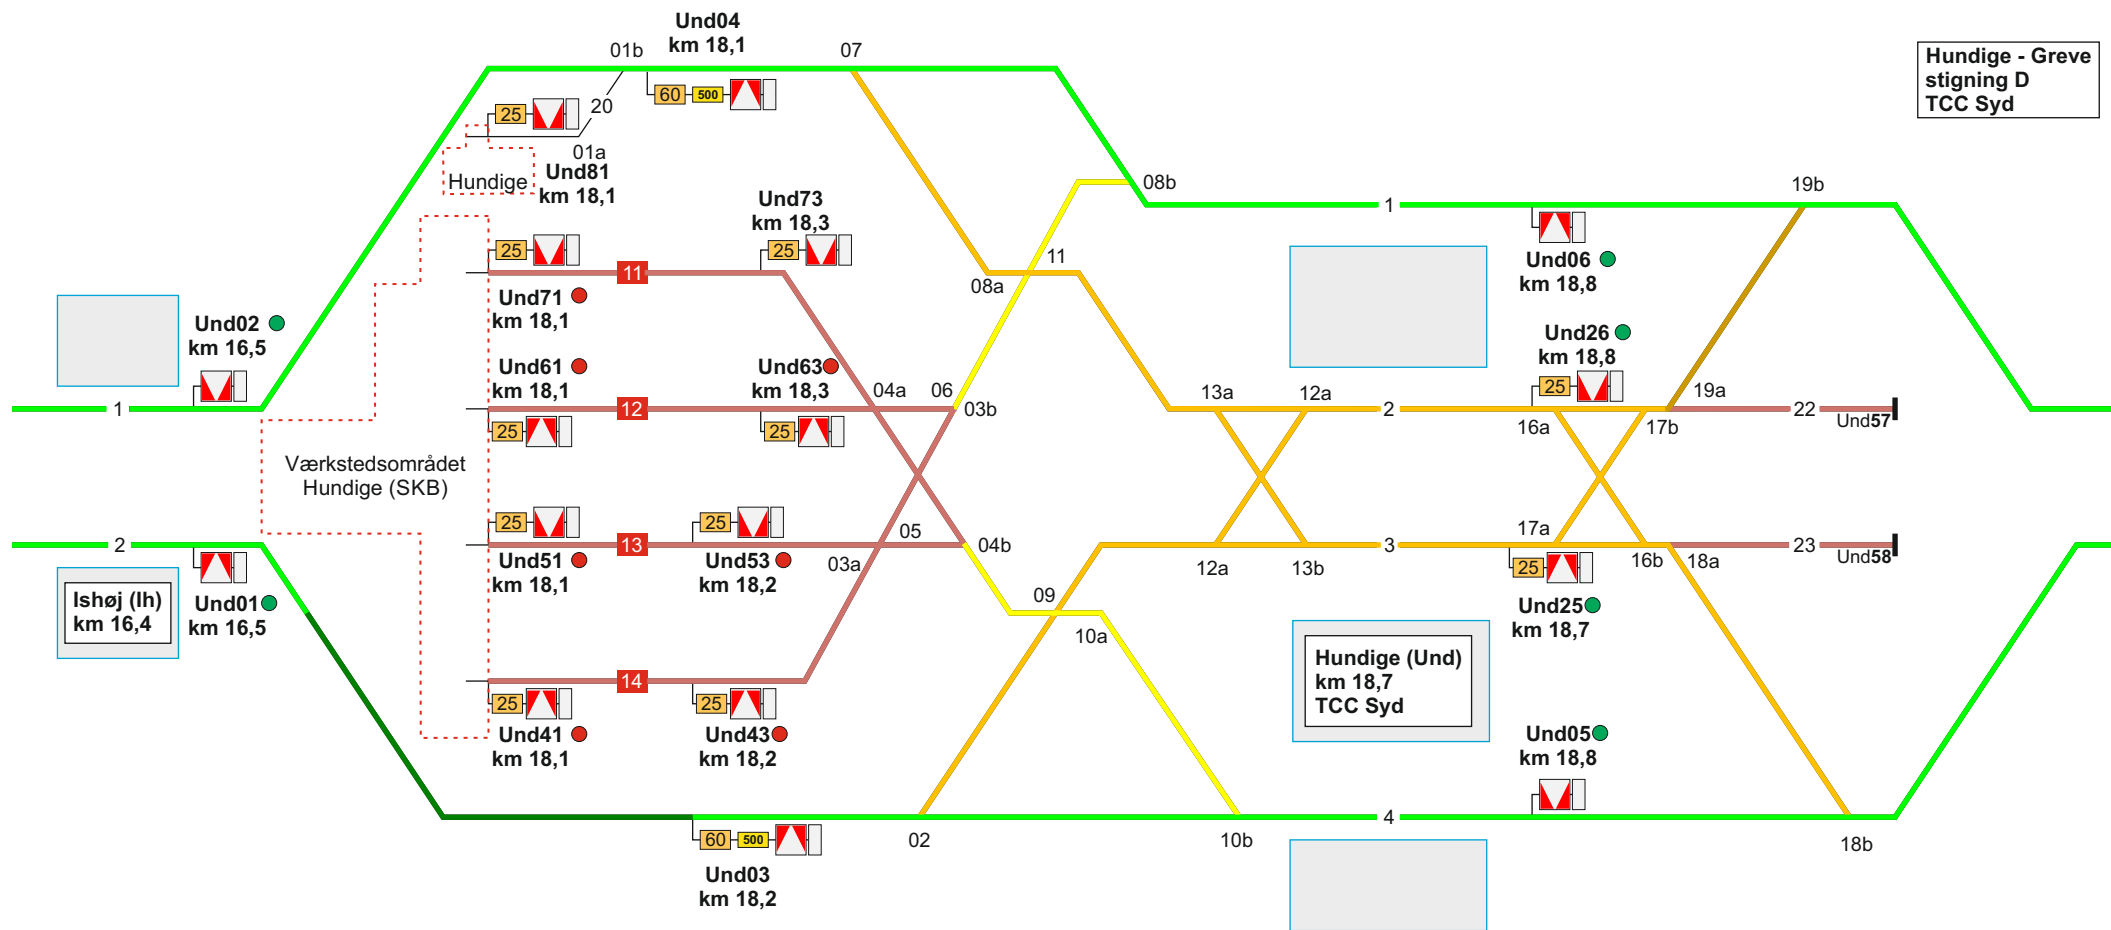 Und04
km 18,1
01b
07
Hundige - Greve
stigning D
TCC Syd
60
500
25
20
01a
Und81
km 18,1
Hundige
08b
1
19b
Und73
km 18,3
25
25
11
08a
11
Und71
km 18,1
Und06
km 18,8
Und02
km 16,5
Und26
km 18,8
25
Und61
km 18,1
Und63
km 18,3
04a
06
03b
13a
12a
2
19a
22
Und57
1
12
25
25
16a
17b
Værkstedsområdet
Hundige (SKB)
25
25
2
13
05
04b
03a
3
17a
16b
18a
23
Und58
Und51
km 18,1
Und53
km 18,2
12a
13b
25
Ishøj (Ih)
km 16,4
Und01
km 16,5
09
10a
Und25
km 18,7
Hundige (Und)
km 18,7
TCC Syd
14
25
25
Und41
km 18,1
Und43
km 18,2
Und05
km 18,8
4
60
500
02
10b
18b
Und03
km 18,2